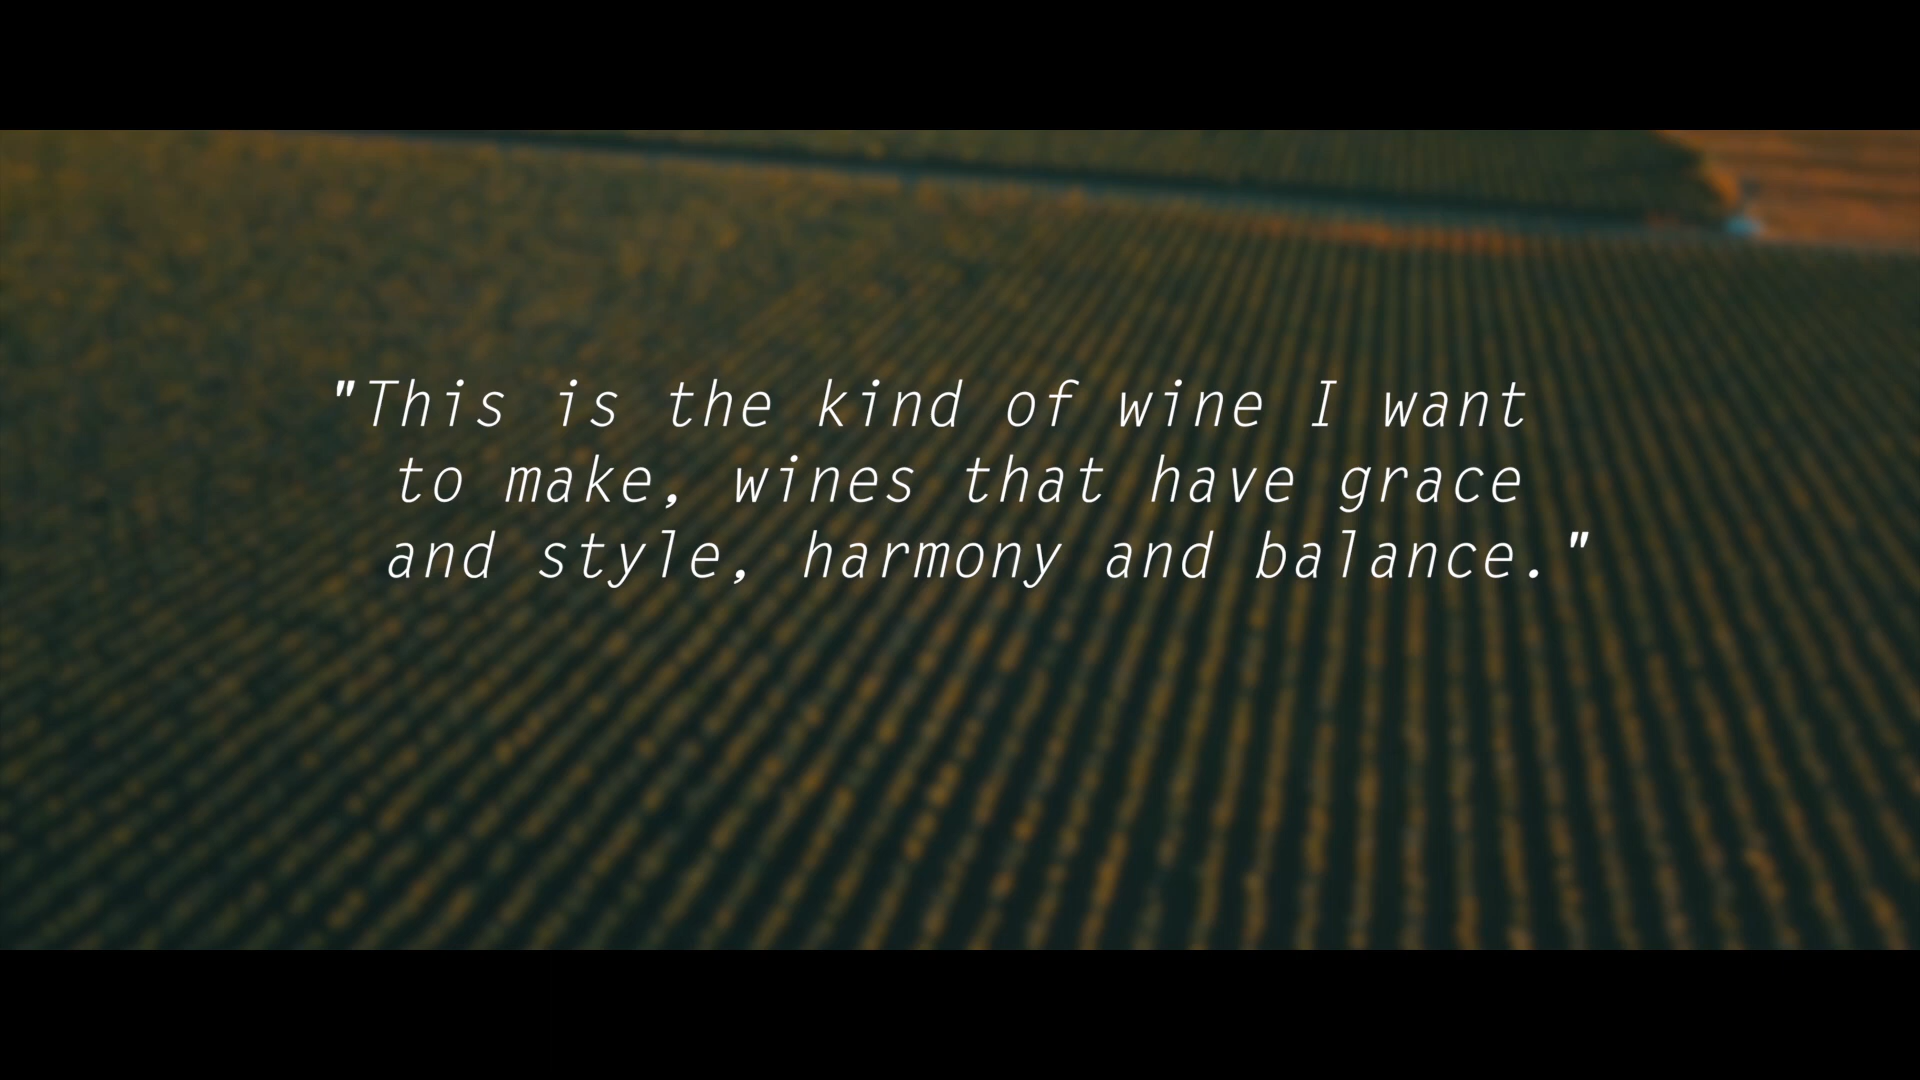 "This is the kind of wine I want
to make, wines that have grace
and style, harmony and balance."